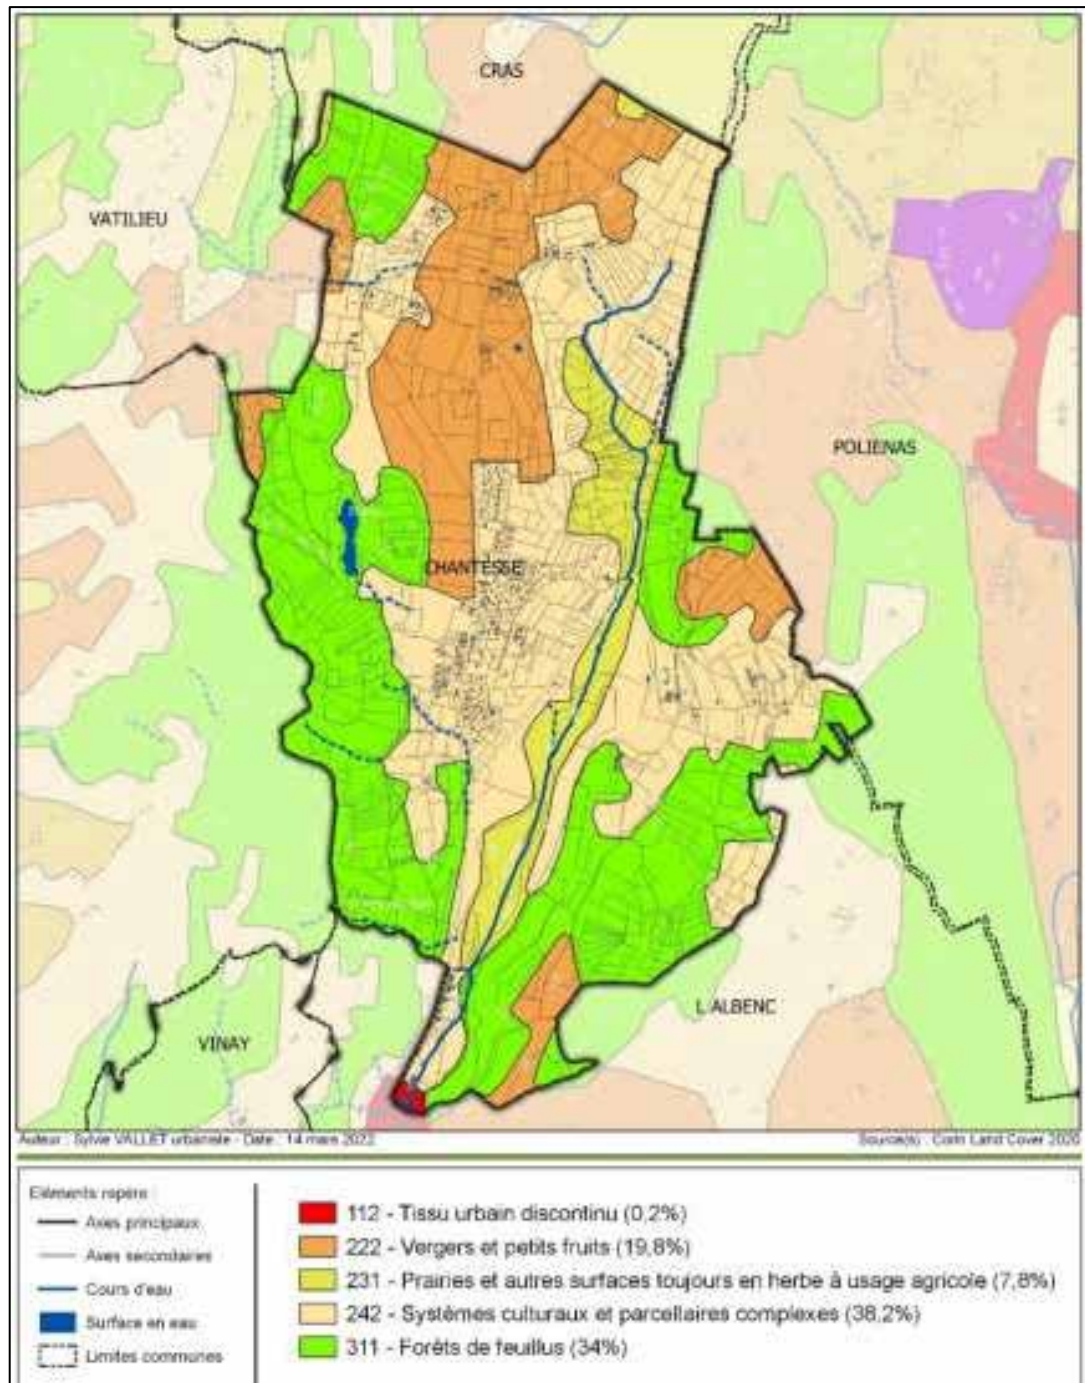 CRAS
VATILIEU
POLIENAS
CHANTESSE
L ALBENC
VINAY
Auteur : Sylvie VALLET urbaniste - Date : 14 mars 2022
Source(s) : Corin Land Cover 2020
Eléments repère :
Axes principaux
Axes secondaires
Cours d'eau
Surface en eau
Limites communes
112 - Tissu urbain discontinu (0,2%)
222 - Vergers et petits fruits (19,8%)
231 - Prairies et autres surfaces toujours en herbe à usage agricole (7,8%)
242 - Systèmes culturaux et parcellaires complexes (38,2%)
311 - Forêts de feuillus (34%)